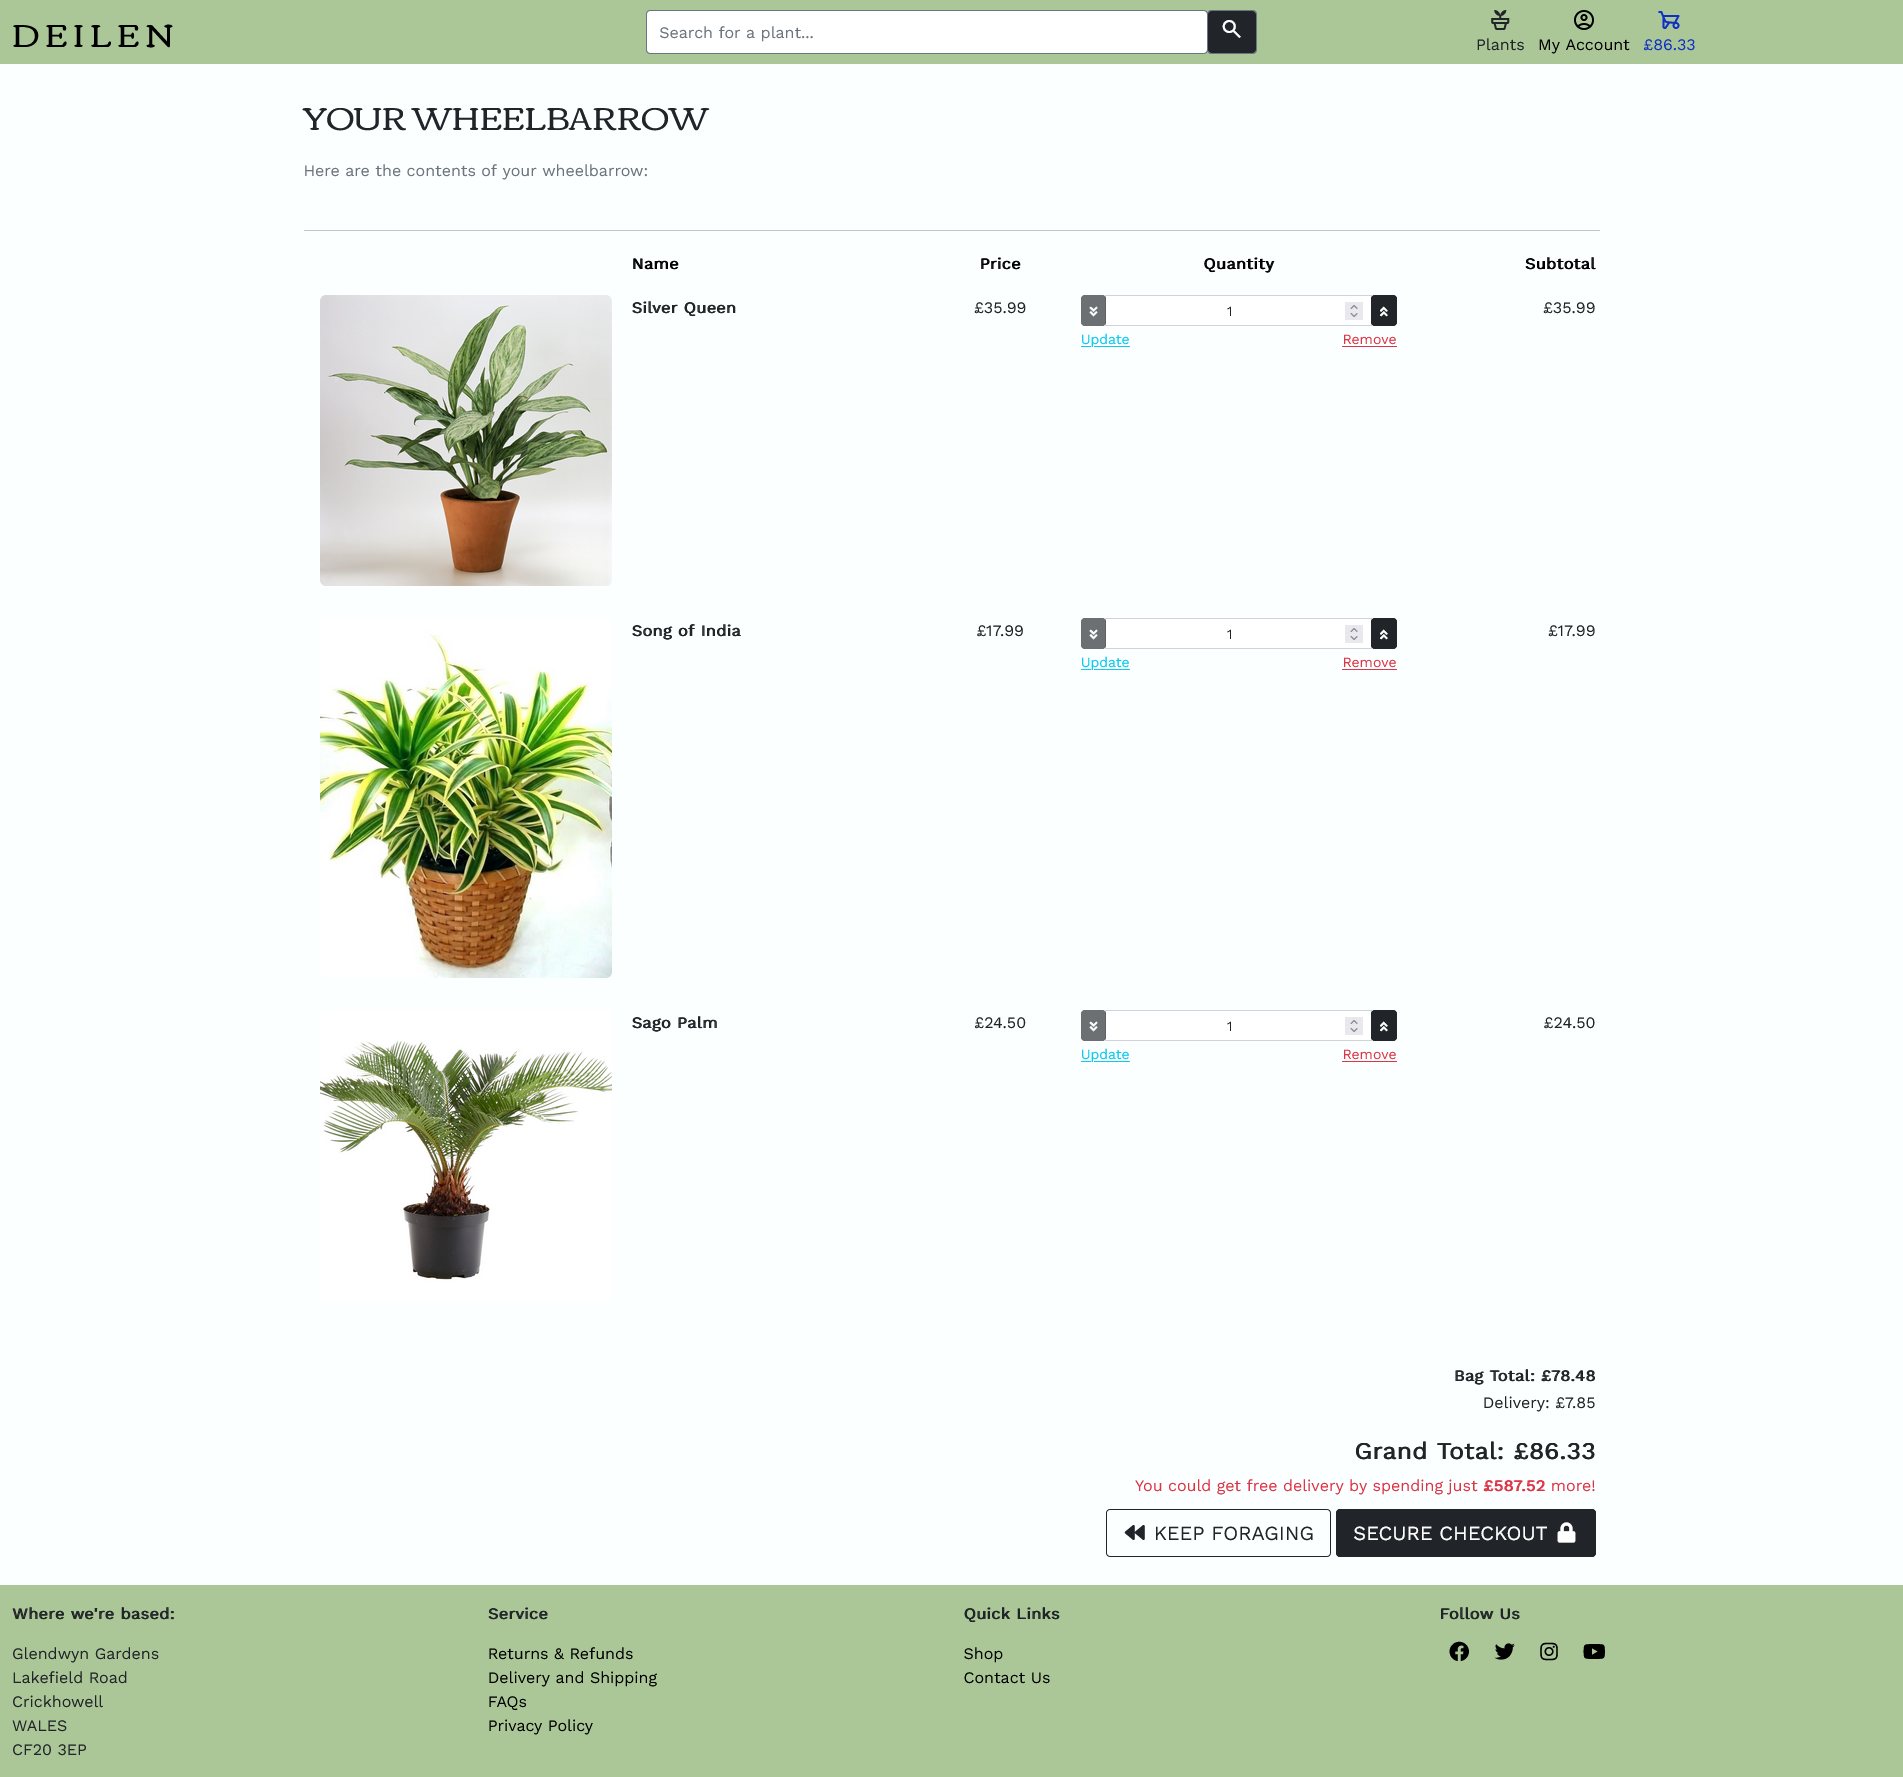 DEILEN
Search for a plant...
Plants
My Account
£86.33
YOUR WHEELBARROW
Here are the contents of your wheelbarrow:
Name Price Quantity Subtotal
Silver Queen £35.99 1 £35.99
Update Remove
Song of India £17.99 1 £17.99
Update Remove
Sago Palm £24.50 1 £24.50
Update Remove
Bag Total: £78.48
Delivery: £7.85
Grand Total: £86.33
You could get free delivery by spending just £587.52 more!
KEEP FORAGING
SECURE CHECKOUT
Where we're based:
Glendwyn Gardens
Lakefield Road
Crickhowell
WALES
CF20 3EP
Service
Returns & Refunds
Delivery and Shipping
FAQs
Privacy Policy
Quick Links
Shop
Contact Us
Follow Us